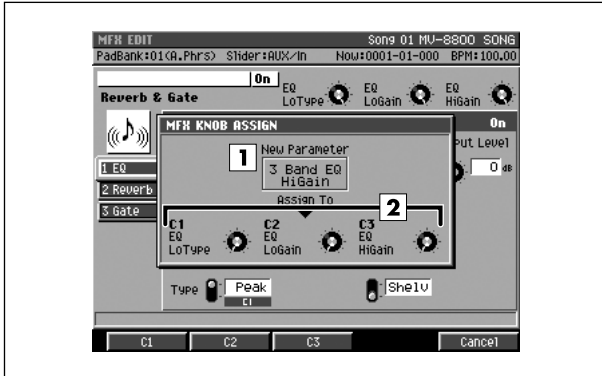 MFX EDIT Song 01 MV-8800 SONG
PadBank:01(A.Phrs) Slider:AUX/In Now:0001-01-000 BPM:100.00
On
Reverb & Gate
EQ LoType EQ LoGain EQ HiGain
On
MFX KNOB ASSIGN
put Level
1 New Parameter
0 dB
1 EQ
3 Band EQ
HiGain
2 Reverb
Assign To
3 Gate
2
C1 C2 C3
EQ EQ EQ
LoType LoGain HiGain
Type Peak Shelv
C1
C1 C2 C3 Cancel